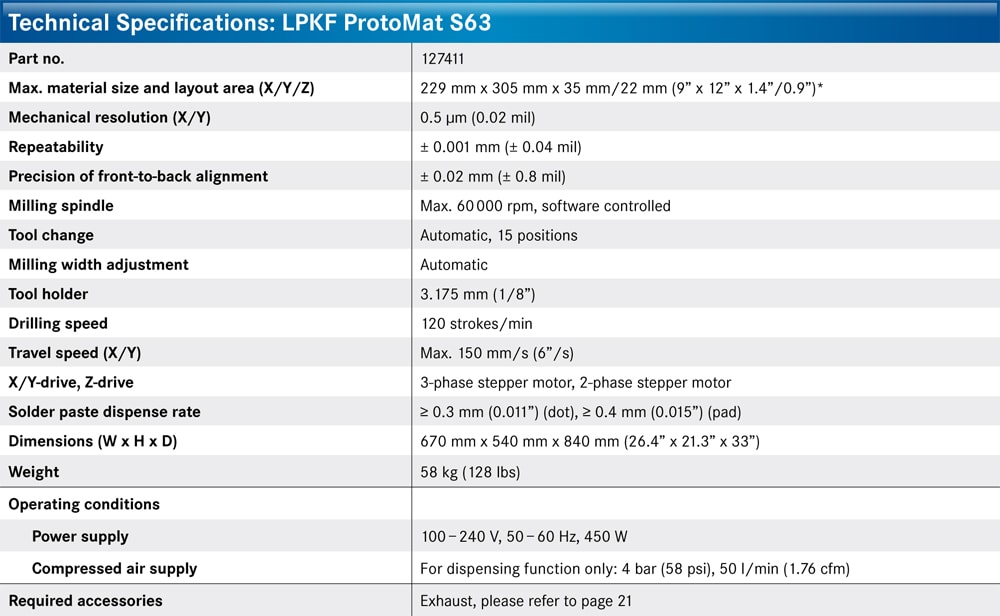 Technical Specifications: LPKF ProtoMat S63
Part no. 127411
Max. material size and layout area (X/Y/Z) 229 mm x 305 mm x 35 mm/22 mm (9” x 12” x 1.4”/0.9”)*
Mechanical resolution (X/Y) 0.5 µm (0.02 mil)
Repeatability ± 0.001 mm (± 0.04 mil)
Precision of front-to-back alignment ± 0.02 mm (± 0.8 mil)
Milling spindle Max. 60 000 rpm, software controlled
Tool change Automatic, 15 positions
Milling width adjustment Automatic
Tool holder 3.175 mm (1/8”)
Drilling speed 120 strokes/min
Travel speed (X/Y) Max. 150 mm/s (6”/s)
X/Y-drive, Z-drive 3-phase stepper motor, 2-phase stepper motor
Solder paste dispense rate ≥ 0.3 mm (0.011”) (dot), ≥ 0.4 mm (0.015”) (pad)
Dimensions (W x H x D) 670 mm x 540 mm x 840 mm (26.4” x 21.3” x 33”)
Weight 58 kg (128 lbs)
Operating conditions
Power supply 100 – 240 V, 50 – 60 Hz, 450 W
Compressed air supply For dispensing function only: 4 bar (58 psi), 50 l/min (1.76 cfm)
Required accessories Exhaust, please refer to page 21